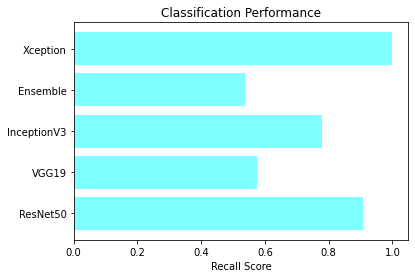 Classification Performance
Xception
Ensemble
InceptionV3
VGG19
ResNet50
0.0 0.2 0.4 0.6 0.8 1.0
Recall Score